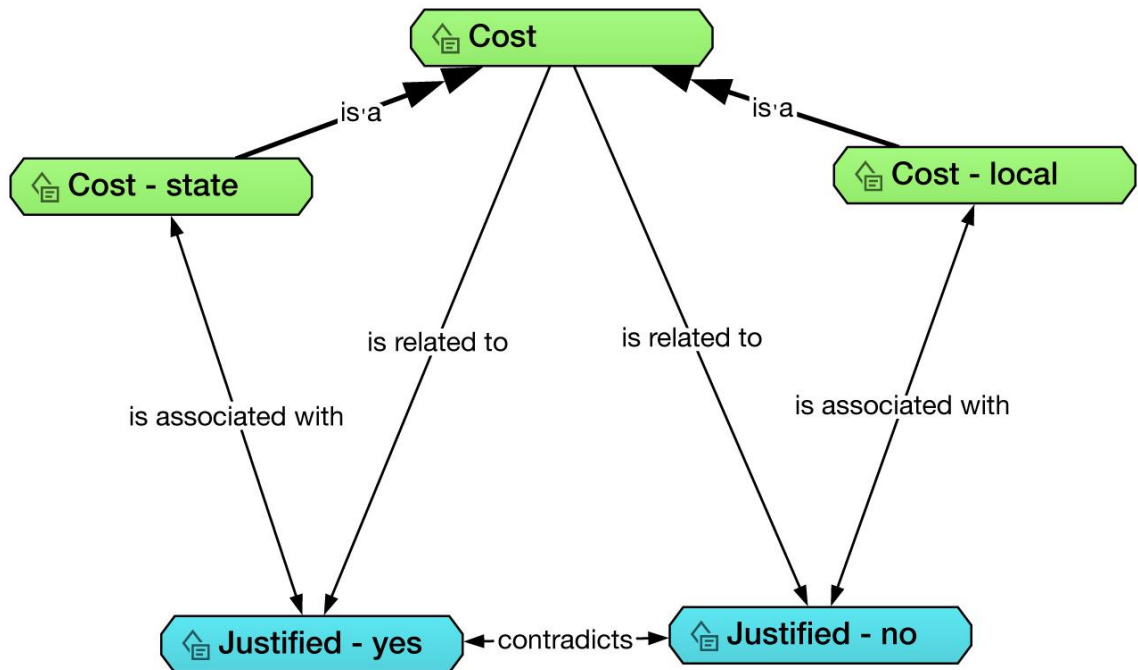 Cost
is a
is a
Cost - state
Cost - local
is related to
is related to
is associated with
is associated with
Justified - yes
contradicts
Justified - no